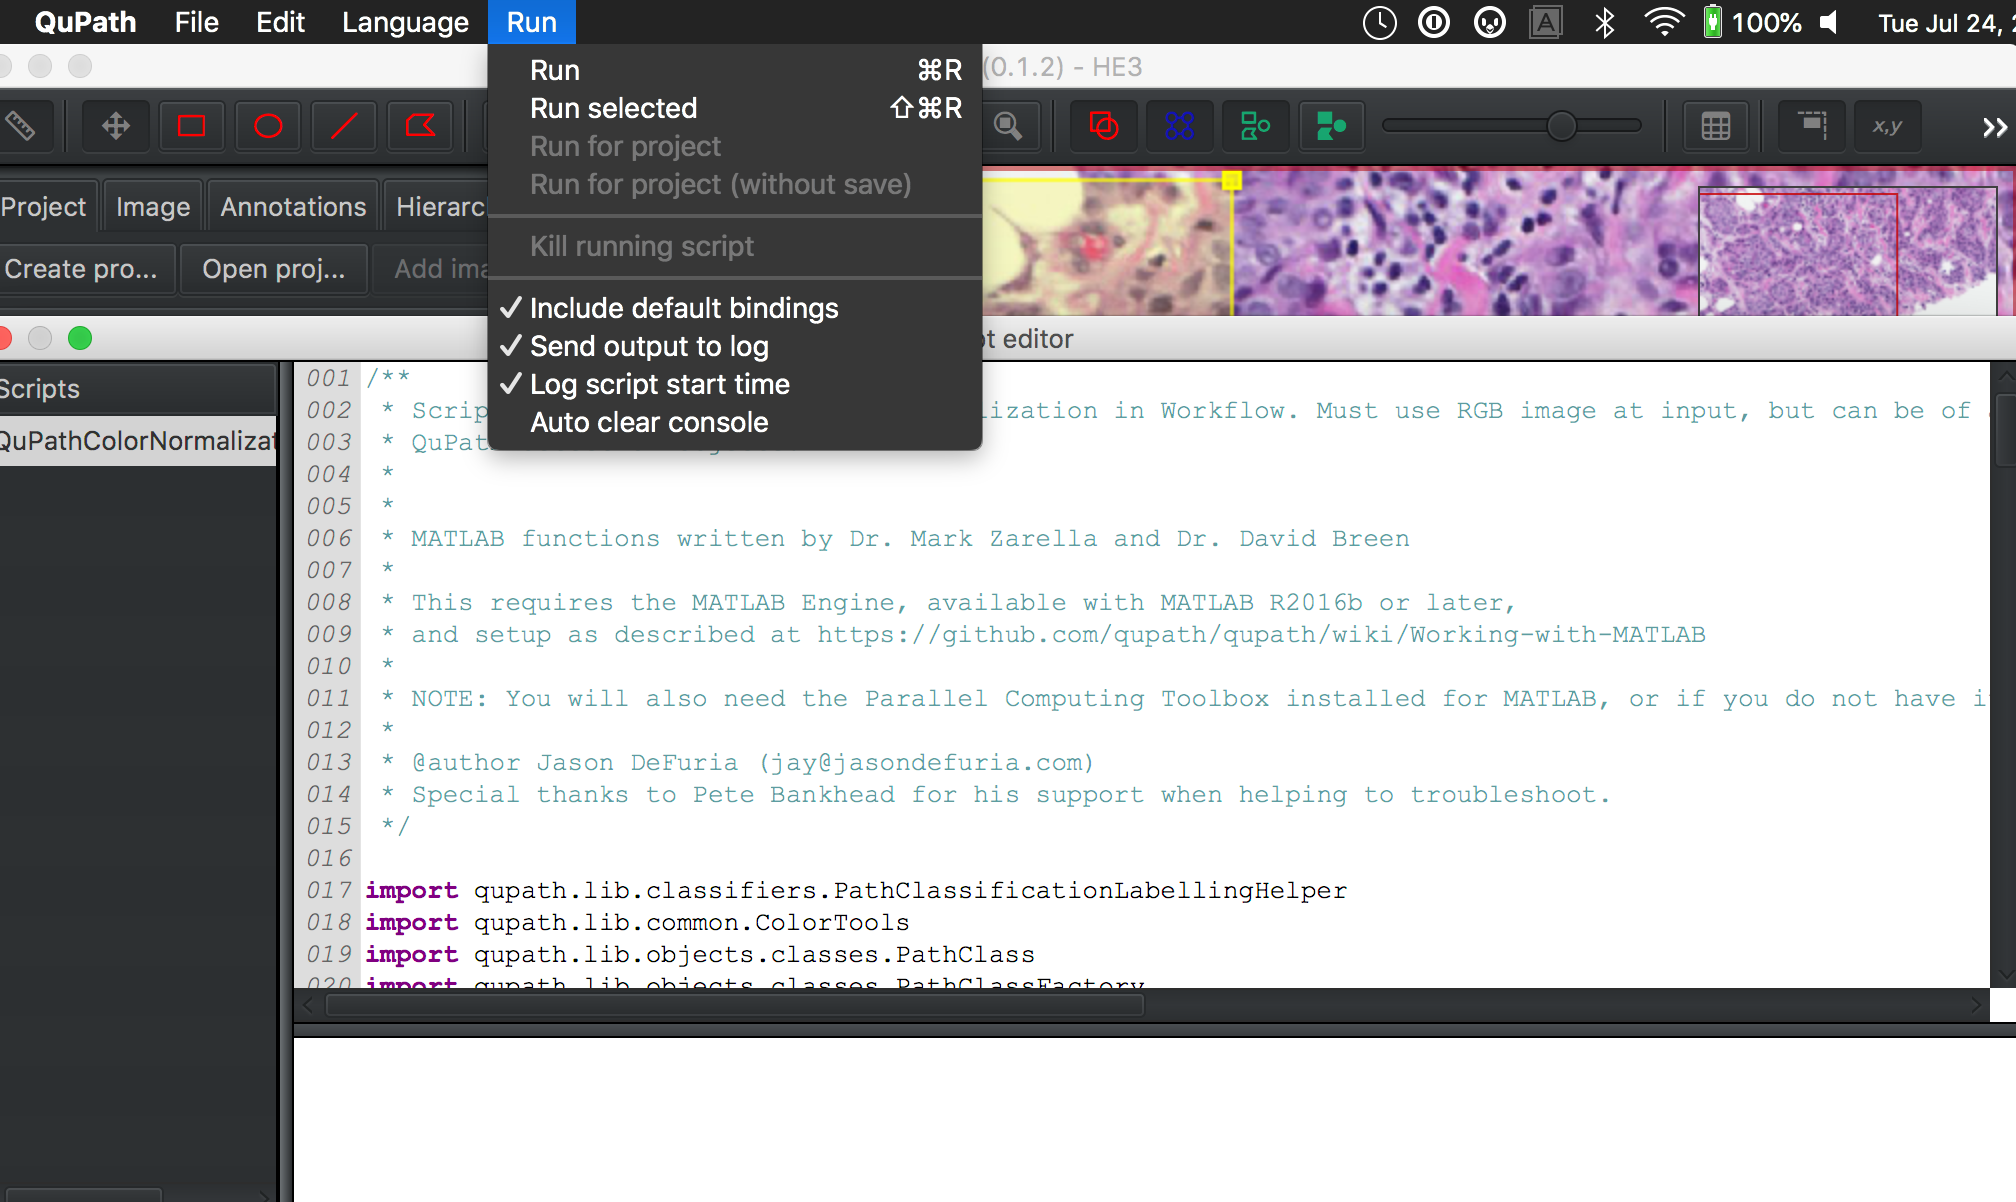 QuPath File Edit Language Run 100% Tue Jul 24,
Run ⌘R
Run selected ⇧⌘R
Run for project
Run for project (without save)
Kill running script
✓ Include default bindings
✓ Send output to log
✓ Log script start time
Auto clear console
(0.1.2) - HE3
x,y
Project Image Annotations Hierarc
Create pro... Open proj... Add ima
editor
Scripts
QuPathColorNormalizat
001 /**
002 * Scrip lization in Workflow. Must use RGB image at input, but can be of
003 * QuPat
004 *
005 *
006 * MATLAB functions written by Dr. Mark Zarella and Dr. David Breen
007 *
008 * This requires the MATLAB Engine, available with MATLAB R2016b or later,
009 * and setup as described at https://github.com/qupath/qupath/wiki/Working-with-MATLAB
010 *
011 * NOTE: You will also need the Parallel Computing Toolbox installed for MATLAB, or if you do not have i
012 *
013 * @author Jason DeFuria (jay@jasondefuria.com)
014 * Special thanks to Pete Bankhead for his support when helping to troubleshoot.
015 */
016
017 import qupath.lib.classifiers.PathClassificationLabellingHelper
018 import qupath.lib.common.ColorTools
019 import qupath.lib.objects.classes.PathClass
020 import qupath.lib.objects.classes.PathClassFactory